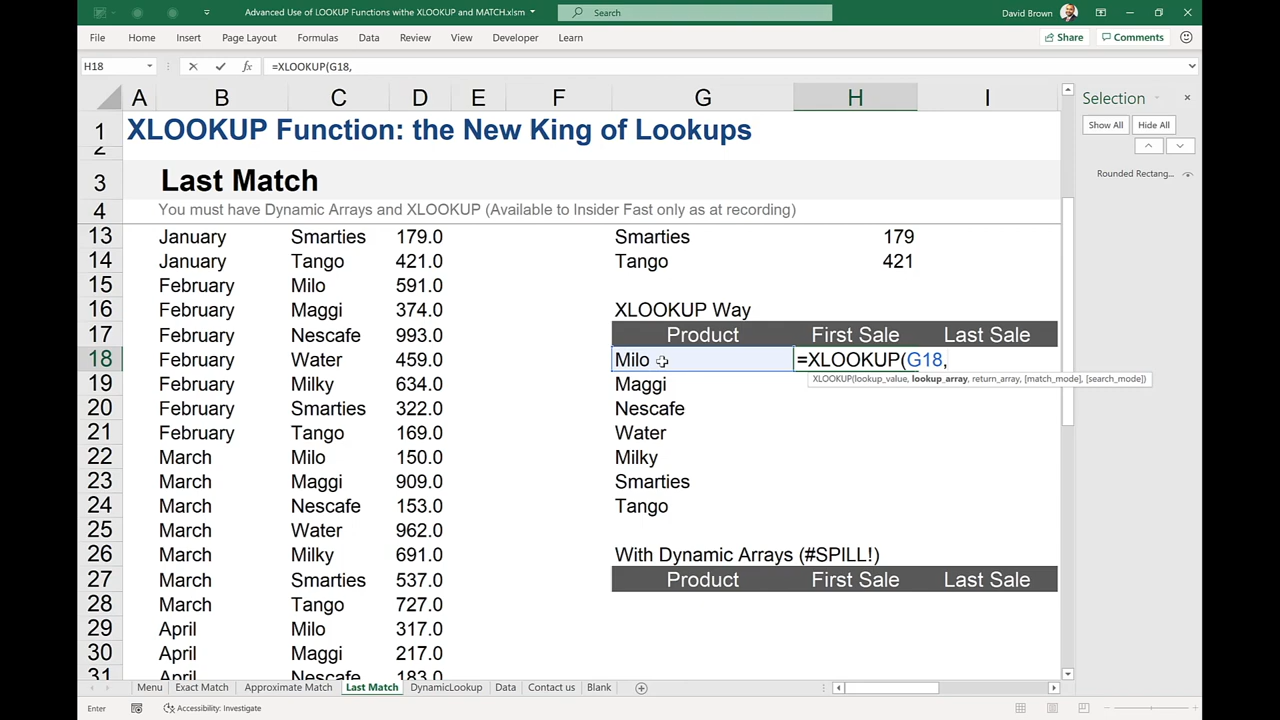 Advanced Use of LOOKUP Functions withe XLOOKUP and MATCH.xlsm
Search
David Brown
File Home Insert Page Layout Formulas Data Review View Developer Learn Share Comments
H18 fx =XLOOKUP(G18,
A B C D E F G H I
Selection
Show All Hide All
Rounded Rectang...
1 XLOOKUP Function: the New King of Lookups
2
3 Last Match
4 You must have Dynamic Arrays and XLOOKUP (Available to Insider Fast only as at recording)
13 January Smarties 179.0 Smarties 179
14 January Tango 421.0 Tango 421
15 February Milo 591.0
16 February Maggi 374.0 XLOOKUP Way
17 February Nescafe 993.0 Product First Sale Last Sale
18 February Water 459.0 Milo =XLOOKUP(G18,
XLOOKUP(lookup_value, lookup_array, return_array, [match_mode], [search_mode])
19 February Milky 634.0 Maggi
20 February Smarties 322.0 Nescafe
21 February Tango 169.0 Water
22 March Milo 150.0 Milky
23 March Maggi 909.0 Smarties
24 March Nescafe 153.0 Tango
25 March Water 962.0
26 March Milky 691.0 With Dynamic Arrays (#SPILL!)
27 March Smarties 537.0 Product First Sale Last Sale
28 March Tango 727.0
29 April Milo 317.0
30 April Maggi 217.0
31 April Nescafe 183.0
Menu Exact Match Approximate Match Last Match DynamicLookup Data Contact us Blank
Enter Accessibility: Investigate